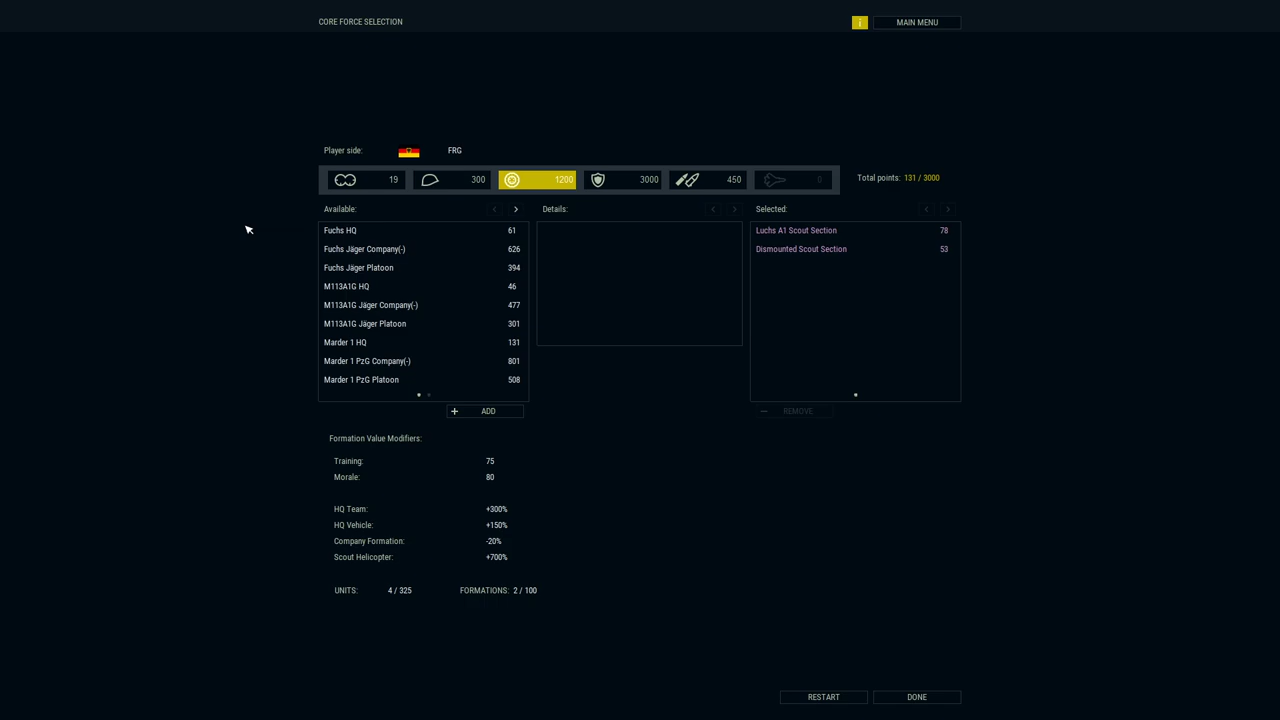 CORE FORCE SELECTION
i
MAIN MENU
Player side:
FRG
19
300
1200
3000
450
0
Total points: 131 / 3000
Available:
Details:
Selected:
Fuchs HQ 61
Fuchs Jäger Company(-) 626
Fuchs Jäger Platoon 394
M113A1G HQ 46
M113A1G Jäger Company(-) 477
M113A1G Jäger Platoon 301
Marder 1 HQ 131
Marder 1 PzG Company(-) 801
Marder 1 PzG Platoon 508
Luchs A1 Scout Section 78
Dismounted Scout Section 53
+ ADD
− REMOVE
Formation Value Modifiers:
Training: 75
Morale: 80
HQ Team: +300%
HQ Vehicle: +150%
Company Formation: -20%
Scout Helicopter: +700%
UNITS: 4 / 325
FORMATIONS: 2 / 100
RESTART
DONE